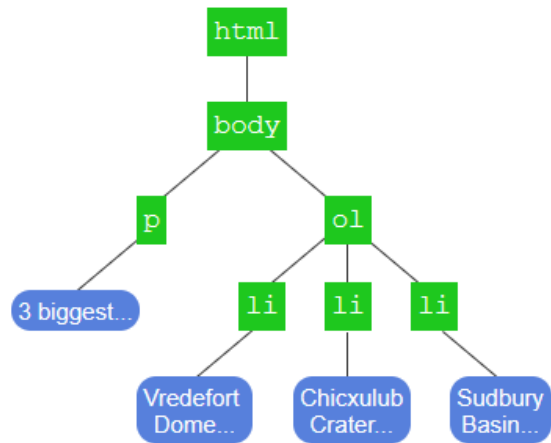 html
body
p
ol
3 biggest...
li
li
li
Vredefort
Dome...
Chicxulub
Crater...
Sudbury
Basin...